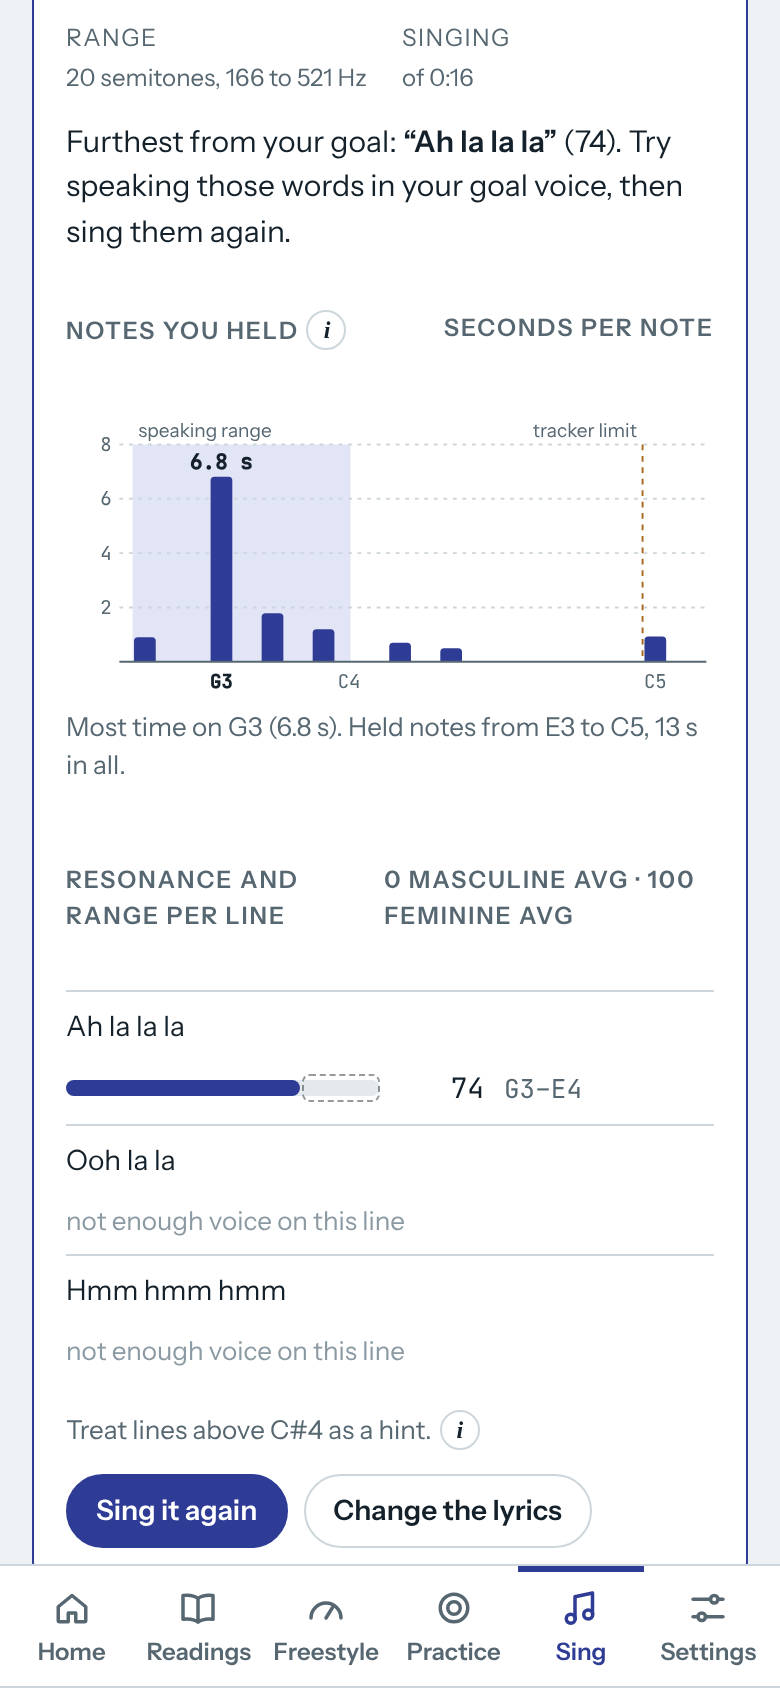 RANGE
SINGING
20 semitones, 166 to 521 Hz
of 0:16
Furthest from your goal: “Ah la la la” (74). Try
speaking those words in your goal voice, then
sing them again.
NOTES YOU HELD i
SECONDS PER NOTE
speaking range
tracker limit
8
6.8 s
6
4
2
G3
C4
C5
Most time on G3 (6.8 s). Held notes from E3 to C5, 13 s
in all.
RESONANCE AND
RANGE PER LINE
0 MASCULINE AVG · 100
FEMININE AVG
Ah la la la
74 G3–E4
Ooh la la
not enough voice on this line
Hmm hmm hmm
not enough voice on this line
Treat lines above C#4 as a hint. i
Sing it again
Change the lyrics
Home
Readings
Freestyle
Practice
Sing
Settings